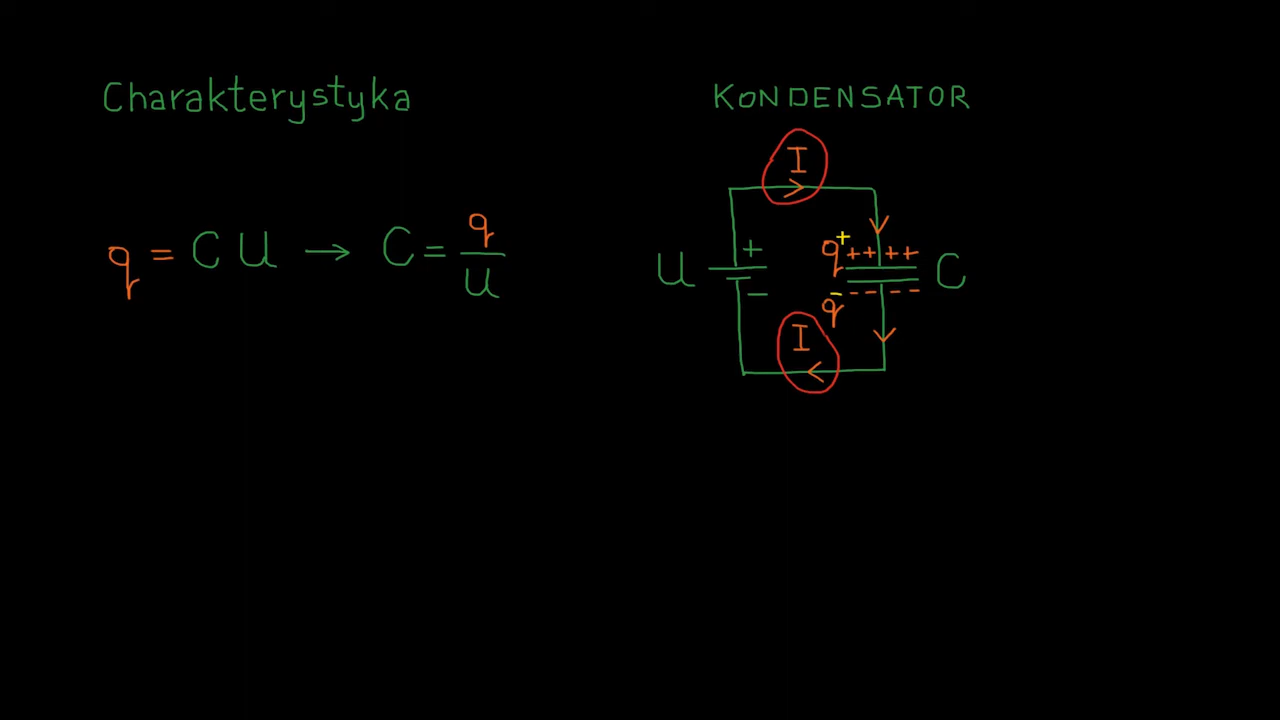 Charakterystyka
q = C U → C = q/U
KONDENSATOR
I
U + q⁺ ++++ C
− q⁻ ----
I